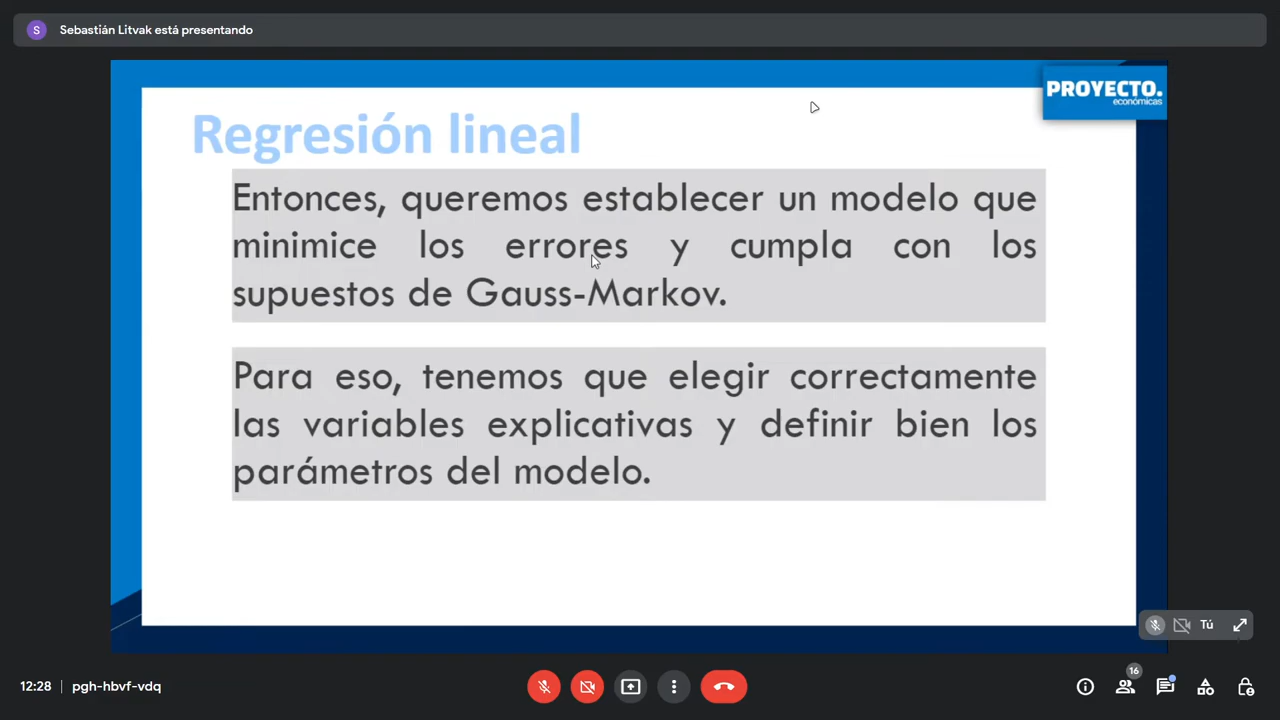 S
Sebastián Litvak está presentando
PROYECTO.
económicas
Regresión lineal
Entonces, queremos establecer un modelo que
minimice los errores y cumpla con los
supuestos de Gauss-Markov.
Para eso, tenemos que elegir correctamente
las variables explicativas y definir bien los
parámetros del modelo.
Tú
12:28 | pgh-hbvf-vdq
16